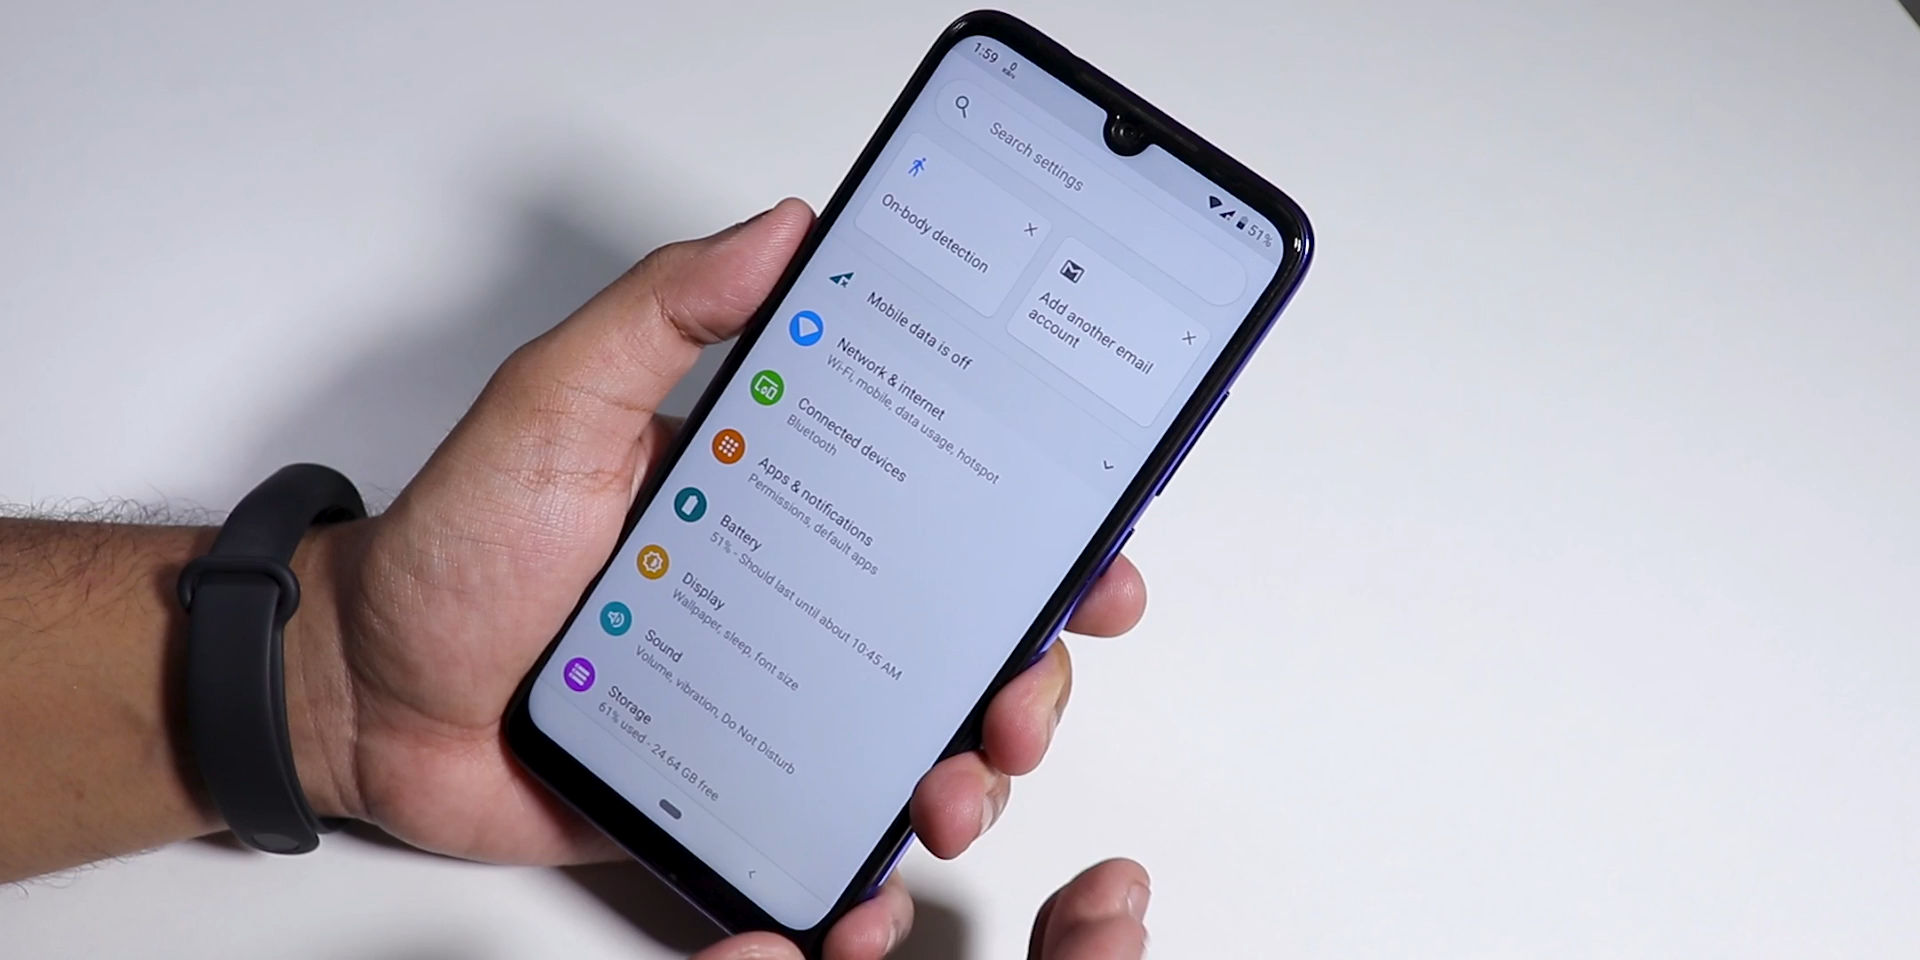 1:59 0 KB/s
51%
Search settings
On-body detection
Add another email
account
Mobile data is off
Network & internet
Wi-Fi, mobile, data usage, hotspot
Connected devices
Bluetooth
Apps & notifications
Permissions, default apps
Battery
51% - Should last until about 10:45 AM
Display
Wallpaper, sleep, font size
Sound
Volume, vibration, Do Not Disturb
Storage
61% used - 24.64 GB free